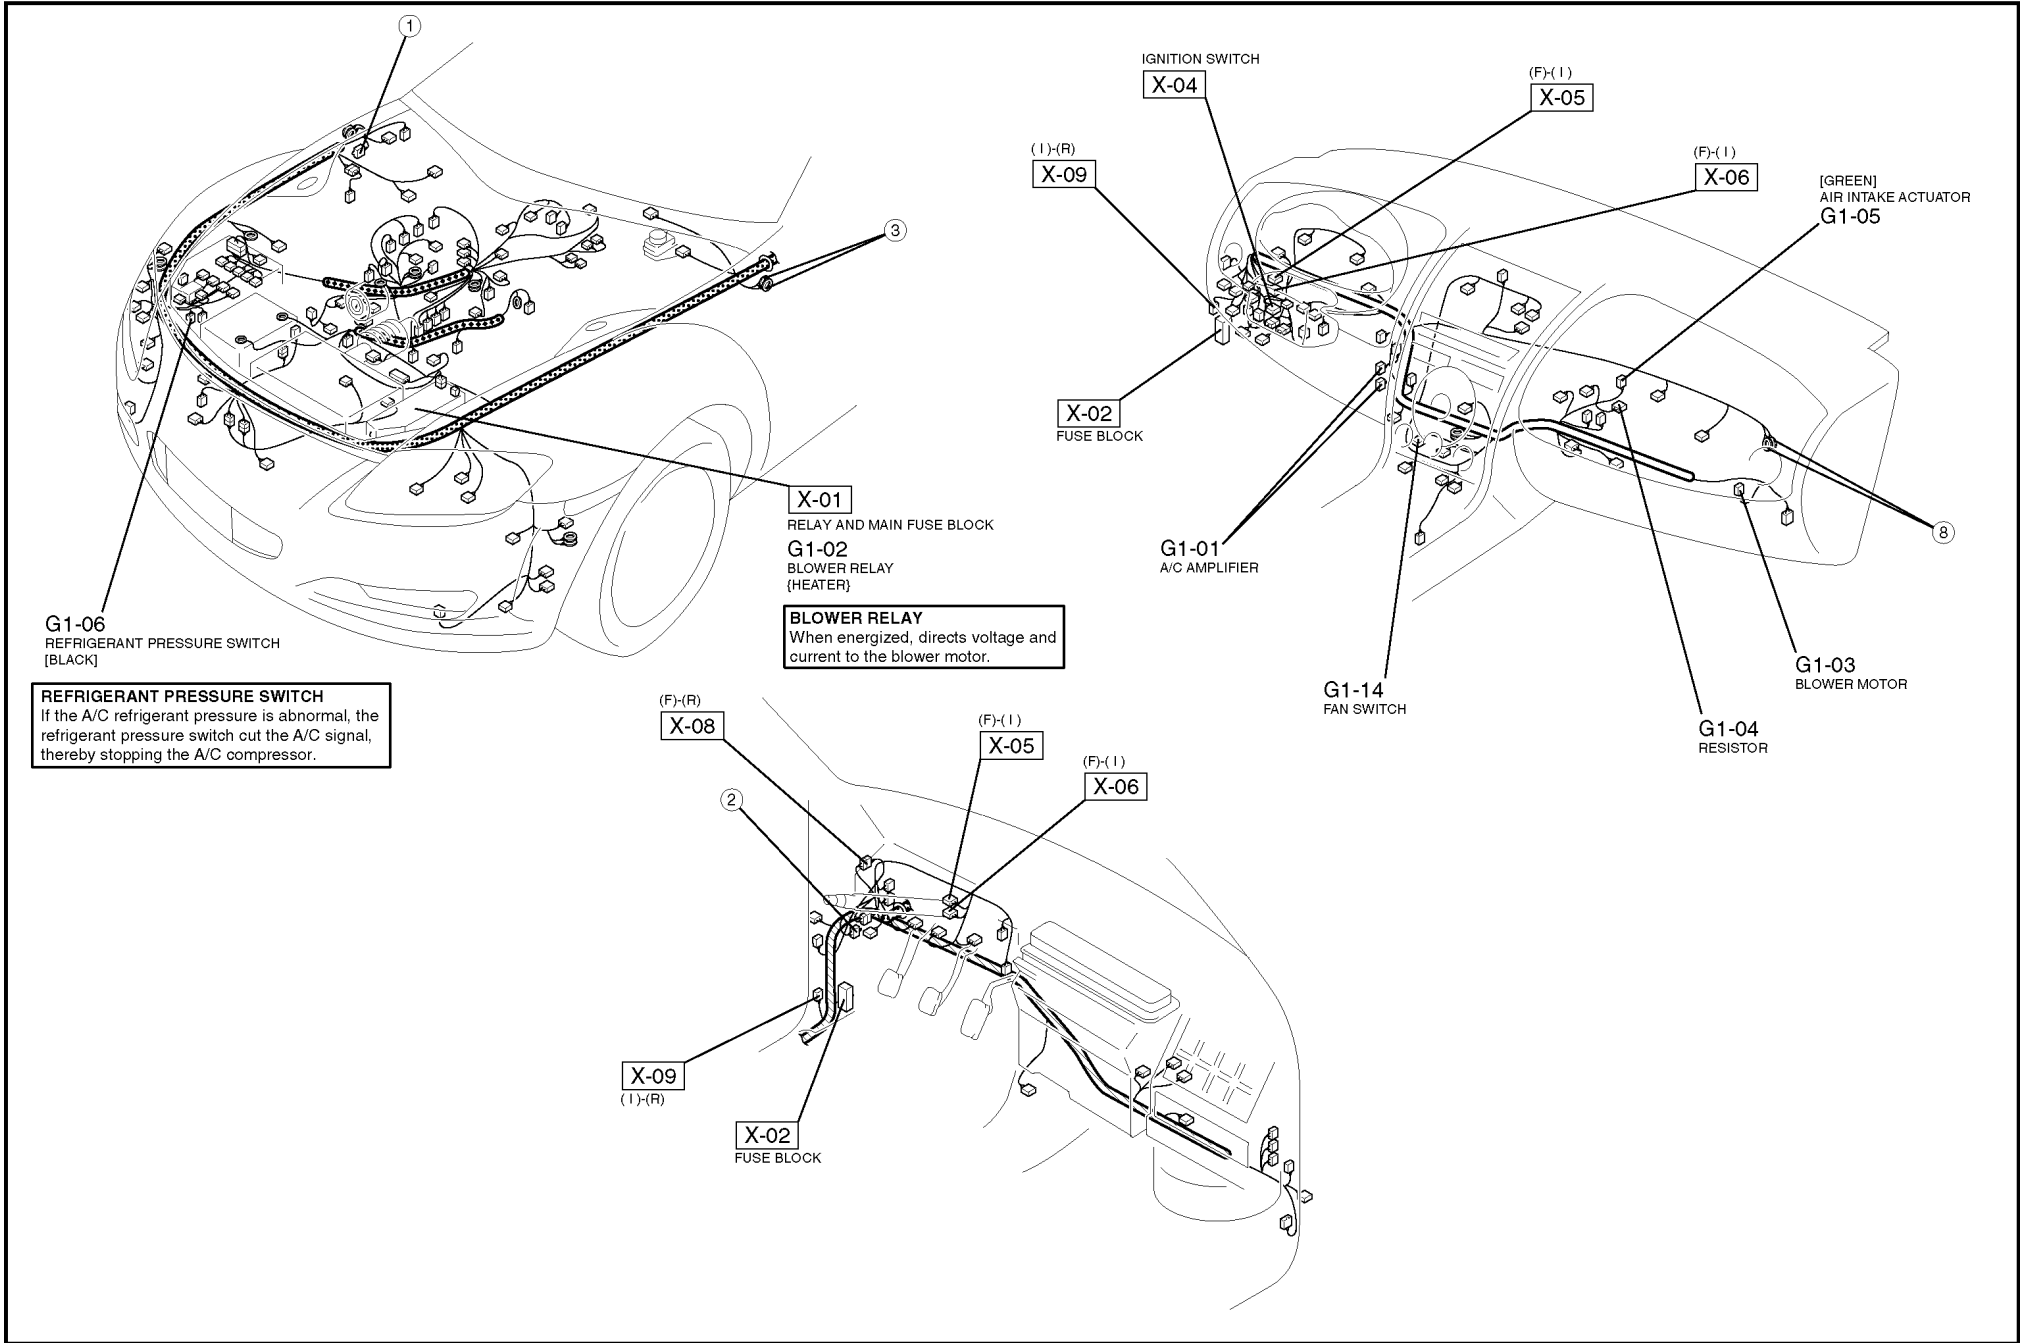 1
3
X-01
RELAY AND MAIN FUSE BLOCK
G1-02
BLOWER RELAY
{HEATER}
BLOWER RELAY
When energized, directs voltage and
current to the blower motor.
G1-06
REFRIGERANT PRESSURE SWITCH
[BLACK]
REFRIGERANT PRESSURE SWITCH
If the A/C refrigerant pressure is abnormal, the
refrigerant pressure switch cut the A/C signal,
thereby stopping the A/C compressor.
IGNITION SWITCH
X-04
(F)-( I )
X-05
( I )-(R)
X-09
(F)-( I )
X-06
[GREEN]
AIR INTAKE ACTUATOR
G1-05
X-02
FUSE BLOCK
G1-01
A/C AMPLIFIER
8
G1-14
FAN SWITCH
G1-03
BLOWER MOTOR
G1-04
RESISTOR
(F)-(R)
X-08
(F)-( I )
X-05
(F)-( I )
X-06
2
X-09
( I )-(R)
X-02
FUSE BLOCK